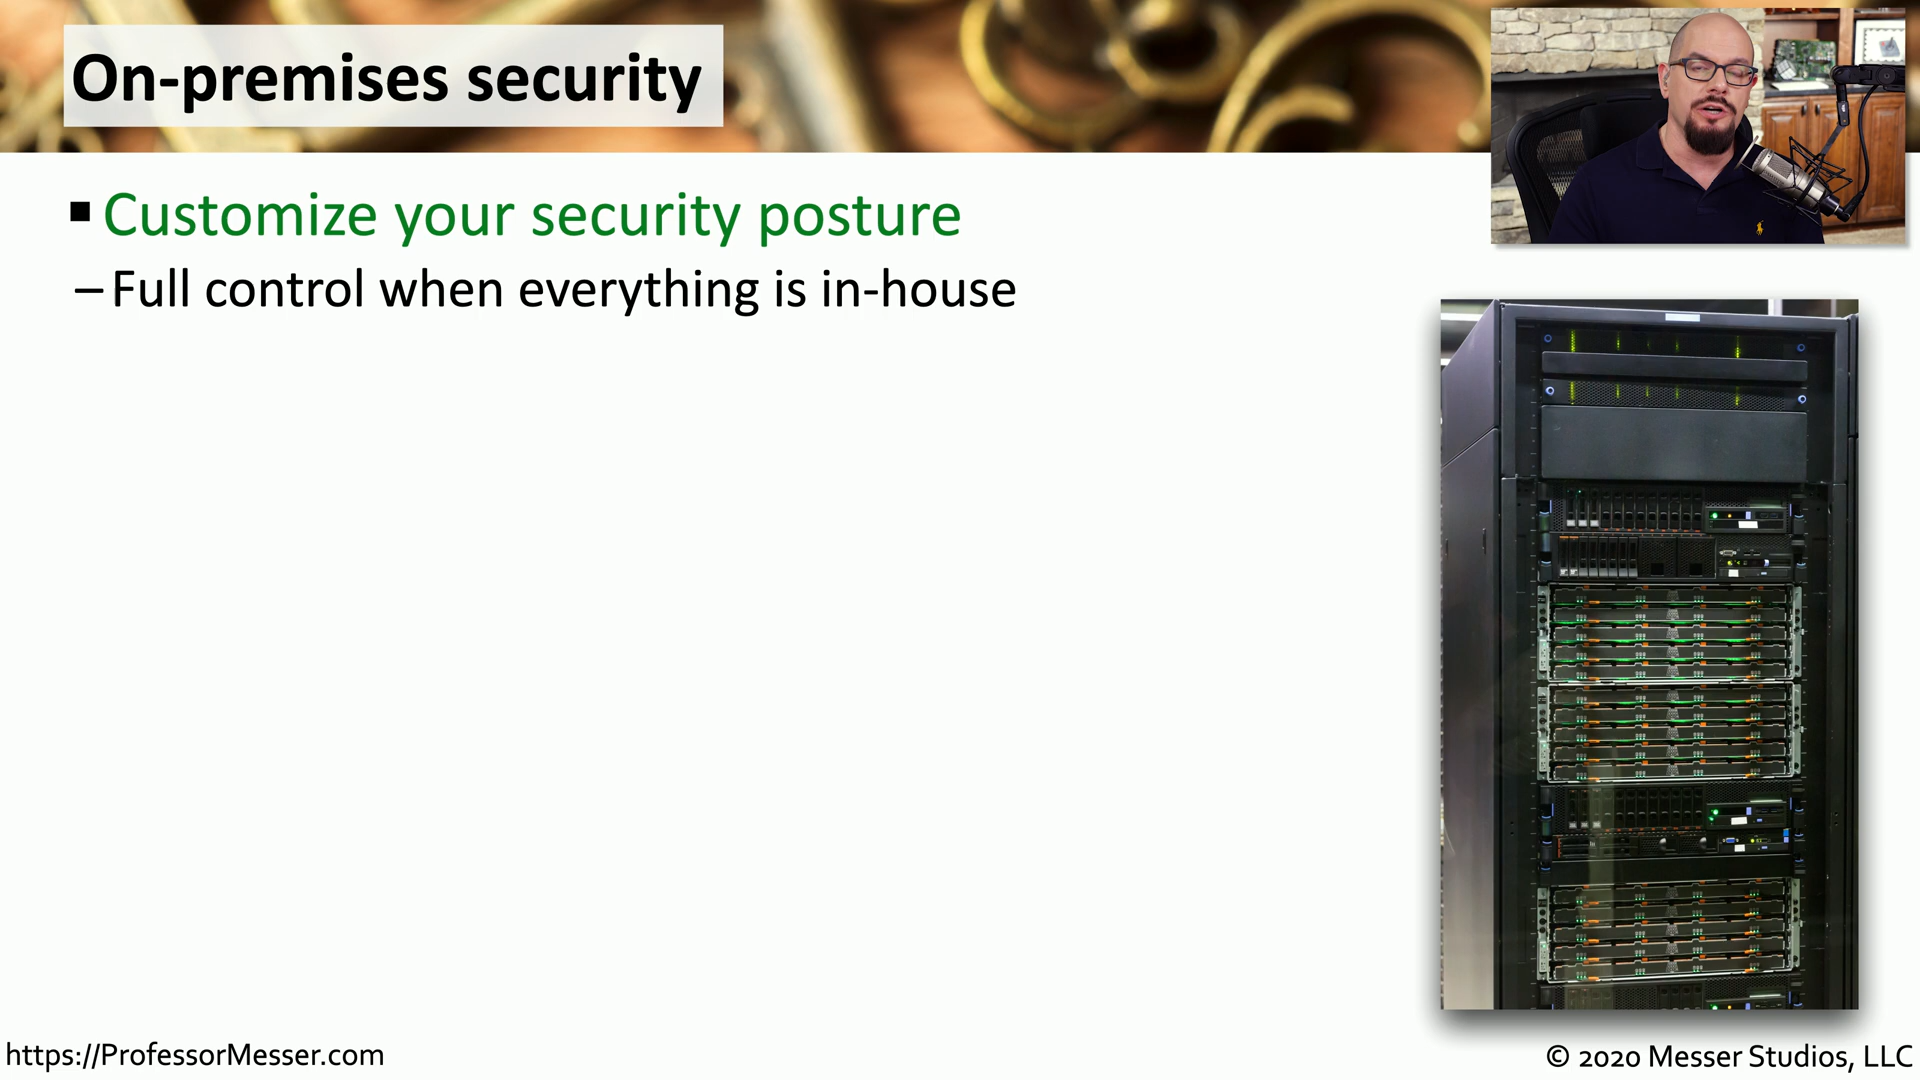 On-premises security
▪ Customize your security posture
– Full control when everything is in-house
https://ProfessorMesser.com
© 2020 Messer Studios, LLC